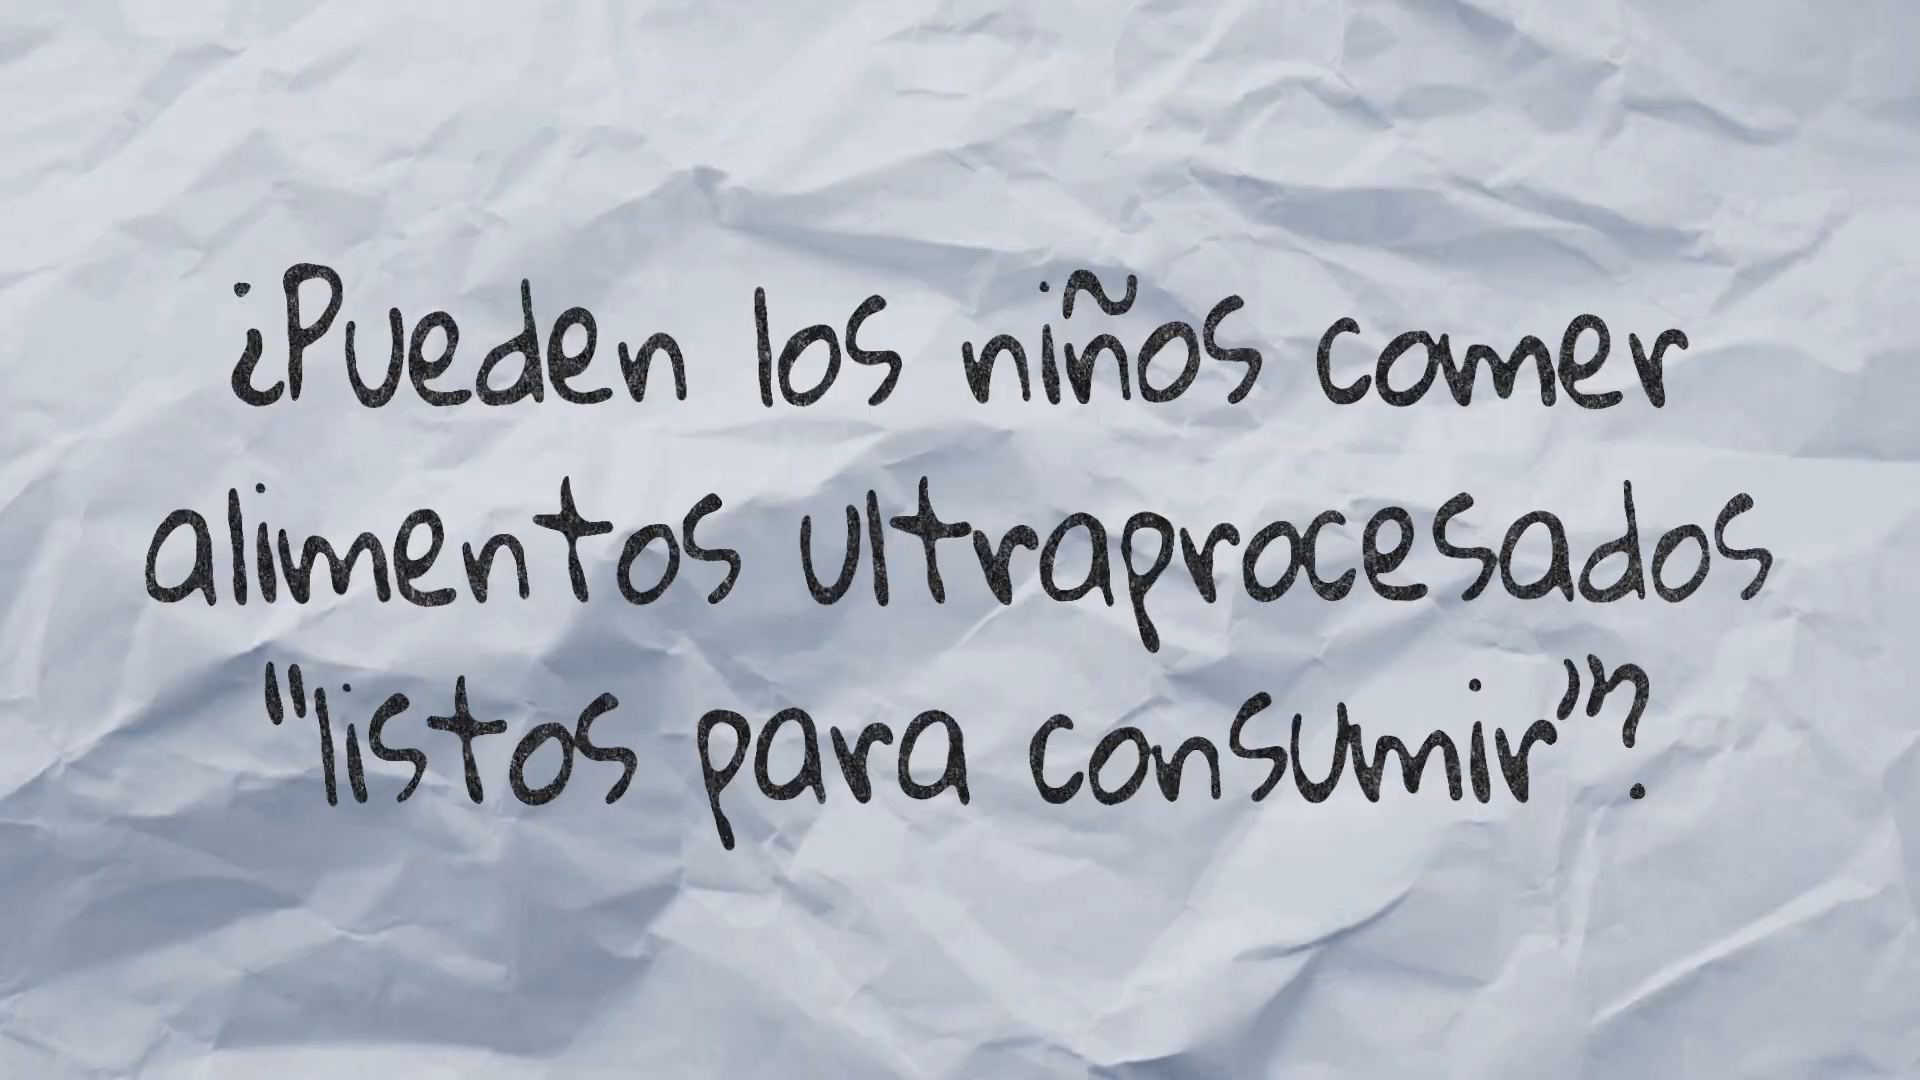 ¿Pueden los niños comer
alimentos ultraprocesados
"listos para consumir"?